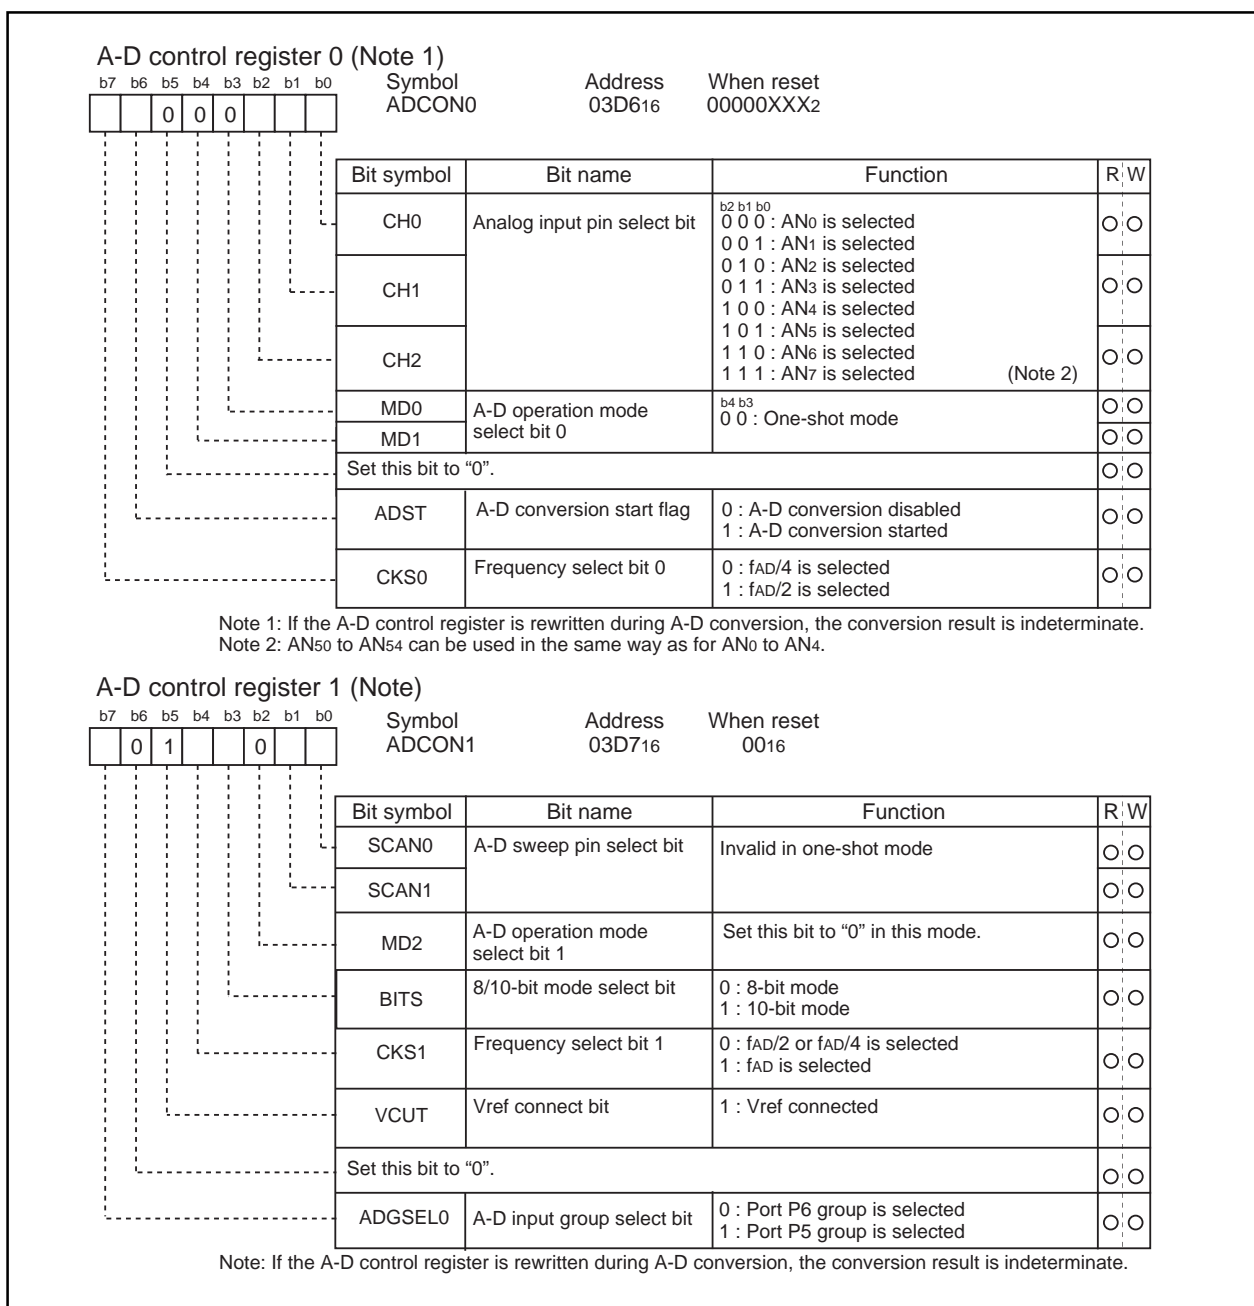 A-D control register 0 (Note 1)
b7 b6 b5 b4 b3 b2 b1 b0
Symbol Address When reset
ADCON0 03D616 00000XXX2
0 0 0
Bit symbol Bit name Function R W
CH0 Analog input pin select bit
b2 b1 b0
0 0 0 : AN0 is selected
0 0 1 : AN1 is selected
0 1 0 : AN2 is selected
CH1
0 1 1 : AN3 is selected
1 0 0 : AN4 is selected
1 0 1 : AN5 is selected
CH2
1 1 0 : AN6 is selected
1 1 1 : AN7 is selected (Note 2)
MD0 A-D operation mode
select bit 0
b4 b3
0 0 : One-shot mode
MD1
Set this bit to “0”.
ADST A-D conversion start flag
0 : A-D conversion disabled
1 : A-D conversion started
CKS0 Frequency select bit 0
0 : fAD/4 is selected
1 : fAD/2 is selected
Note 1: If the A-D control register is rewritten during A-D conversion, the conversion result is indeterminate.
Note 2: AN50 to AN54 can be used in the same way as for AN0 to AN4.
A-D control register 1 (Note)
b7 b6 b5 b4 b3 b2 b1 b0
Symbol Address When reset
ADCON1 03D716 0016
0 1 0
Bit symbol Bit name Function R W
SCAN0 A-D sweep pin select bit Invalid in one-shot mode
SCAN1
MD2 A-D operation mode
select bit 1
Set this bit to “0” in this mode.
BITS 8/10-bit mode select bit
0 : 8-bit mode
1 : 10-bit mode
CKS1 Frequency select bit 1
0 : fAD/2 or fAD/4 is selected
1 : fAD is selected
VCUT Vref connect bit 1 : Vref connected
Set this bit to “0”.
ADGSEL0 A-D input group select bit
0 : Port P6 group is selected
1 : Port P5 group is selected
Note: If the A-D control register is rewritten during A-D conversion, the conversion result is indeterminate.